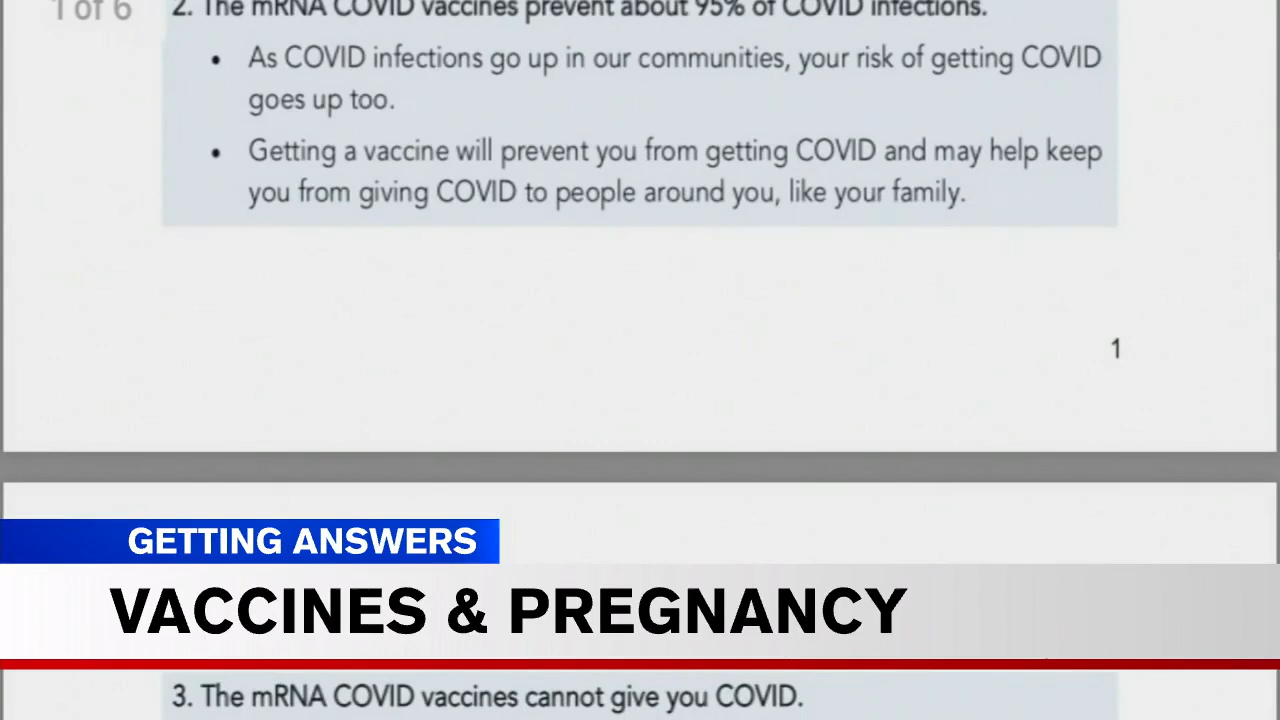 1 of 6
2. The mRNA COVID vaccines prevent about 95% of COVID infections.
• As COVID infections go up in our communities, your risk of getting COVID
goes up too.
• Getting a vaccine will prevent you from getting COVID and may help keep
you from giving COVID to people around you, like your family.
1
GETTING ANSWERS
VACCINES & PREGNANCY
3. The mRNA COVID vaccines cannot give you COVID.